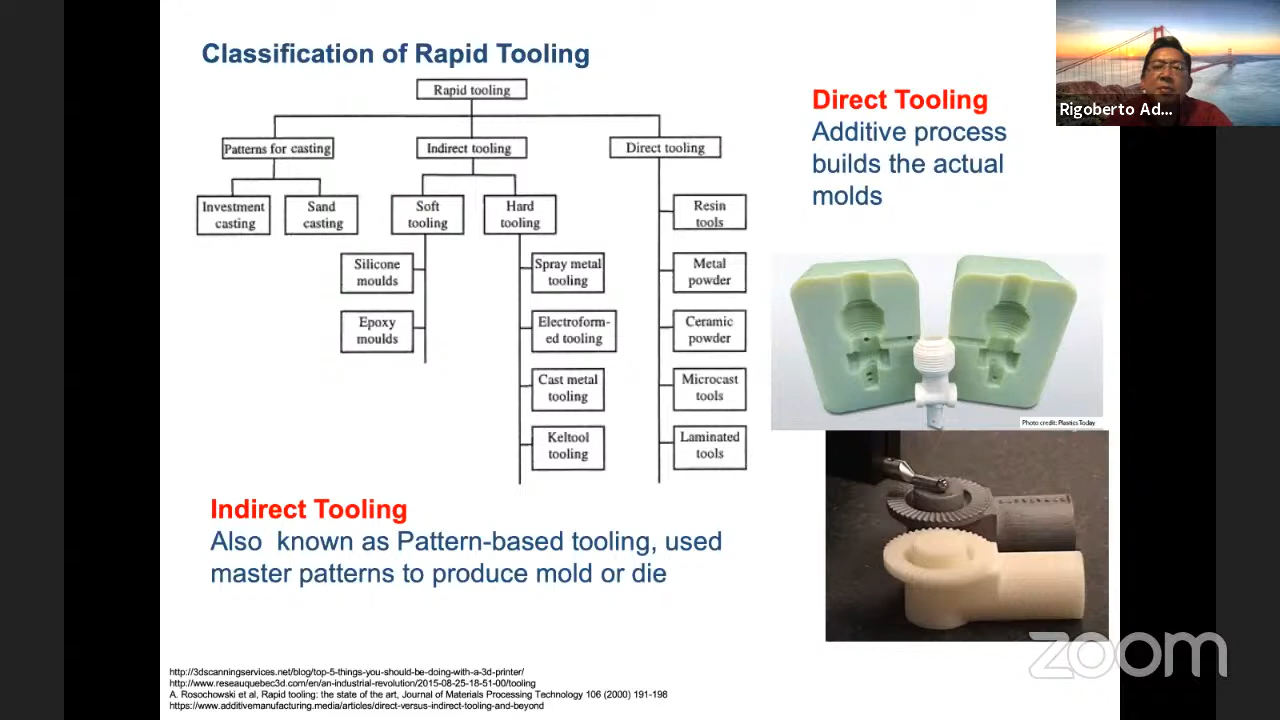 Classification of Rapid Tooling
Rapid tooling
Patterns for casting
Indirect tooling
Direct tooling
Investment
casting
Sand
casting
Soft
tooling
Hard
tooling
Resin
tools
Silicone
moulds
Spray metal
tooling
Metal
powder
Epoxy
moulds
Electroform-
ed tooling
Ceramic
powder
Cast metal
tooling
Microcast
tools
Keltool
tooling
Laminated
tools
Direct Tooling
Additive process
builds the actual
molds
Rigoberto Ad...
Photo credit: Plastics Today
Indirect Tooling
Also known as Pattern-based tooling, used
master patterns to produce mold or die
http://3dscanningservices.net/blog/top-5-things-you-should-be-doing-with-a-3d-printer/
http://www.reseauquebec3d.com/en/an-industrial-revolution/2015-08-25-18-51-00/tooling
A. Rosochowski et al, Rapid tooling: the state of the art, Journal of Materials Processing Technology 106 (2000) 191-198
https://www.additivemanufacturing.media/articles/direct-versus-indirect-tooling-and-beyond
zoom